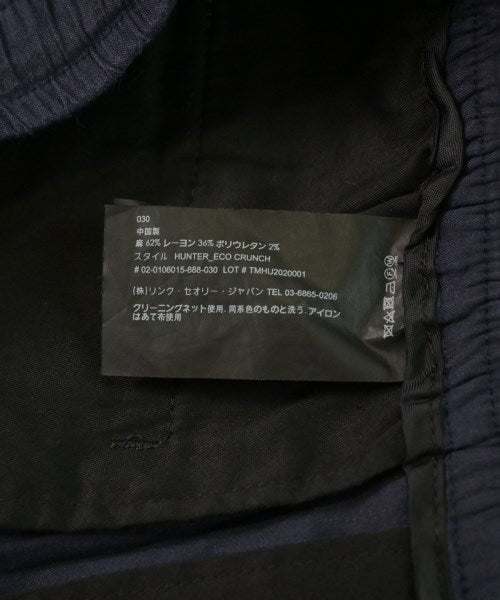 030
中国製
麻 62% レーヨン 36% ポリウレタン 2%
スタイル HUNTER_ECO CRUNCH
# 02-0106015-888-030 LOT # TMHU2020001
(株)リンク・セオリー・ジャパン TEL 03-6865-0206
クリーニングネット使用. 同系色のものと洗う. アイロン
はあて布使用